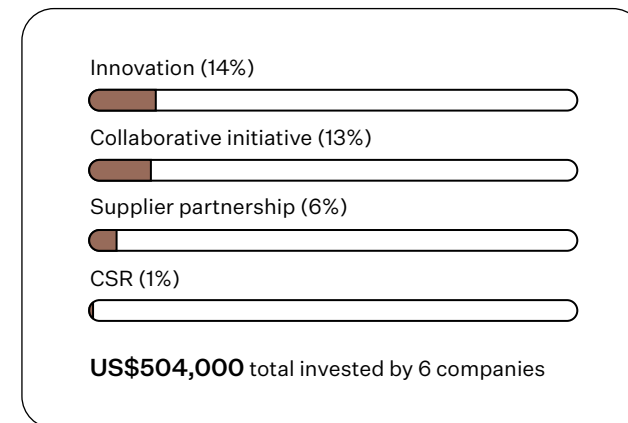 Innovation (14%)
Collaborative initiative (13%)
Supplier partnership (6%)
CSR (1%)
US$504,000 total invested by 6 companies